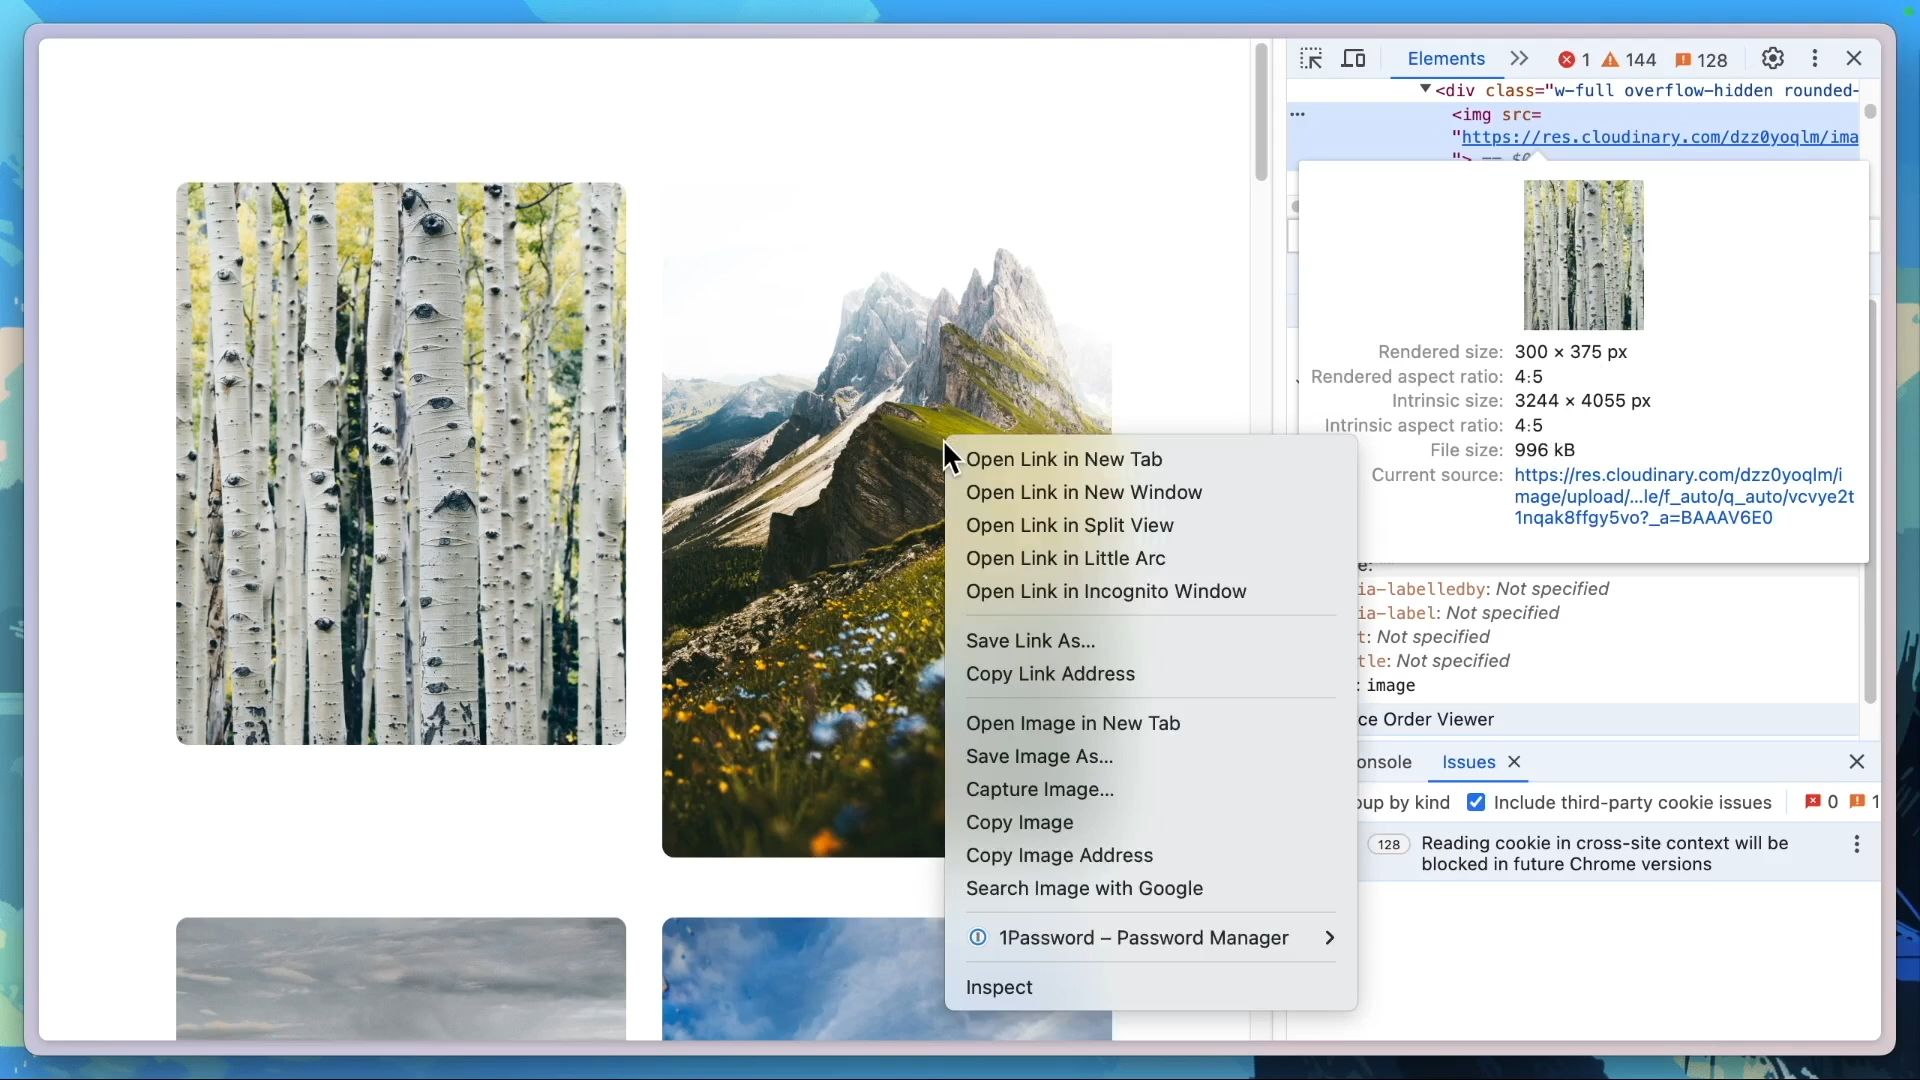 Elements
1
144
128
<div class="w-full overflow-hidden rounded-
<img src=
"https://res.cloudinary.com/dzz0yoqlm/ima
"> == $0
Rendered size: 300 × 375 px
Rendered aspect ratio: 4:5
Intrinsic size: 3244 × 4055 px
Intrinsic aspect ratio: 4:5
File size: 996 kB
Current source: https://res.cloudinary.com/dzz0yoqlm/i
mage/upload/…le/f_auto/q_auto/vcvye2t
1nqak8ffgy5vo?_a=BAAAV6E0
Open Link in New Tab
Open Link in New Window
Open Link in Split View
Open Link in Little Arc
Open Link in Incognito Window
Save Link As...
Copy Link Address
Open Image in New Tab
Save Image As...
Capture Image...
Copy Image
Copy Image Address
Search Image with Google
1Password – Password Manager
Inspect
ia-labelledby: Not specified
ia-label: Not specified
t: Not specified
tle: Not specified
: image
ce Order Viewer
onsole
Issues
oup by kind
Include third-party cookie issues
0
1
128
Reading cookie in cross-site context will be
blocked in future Chrome versions